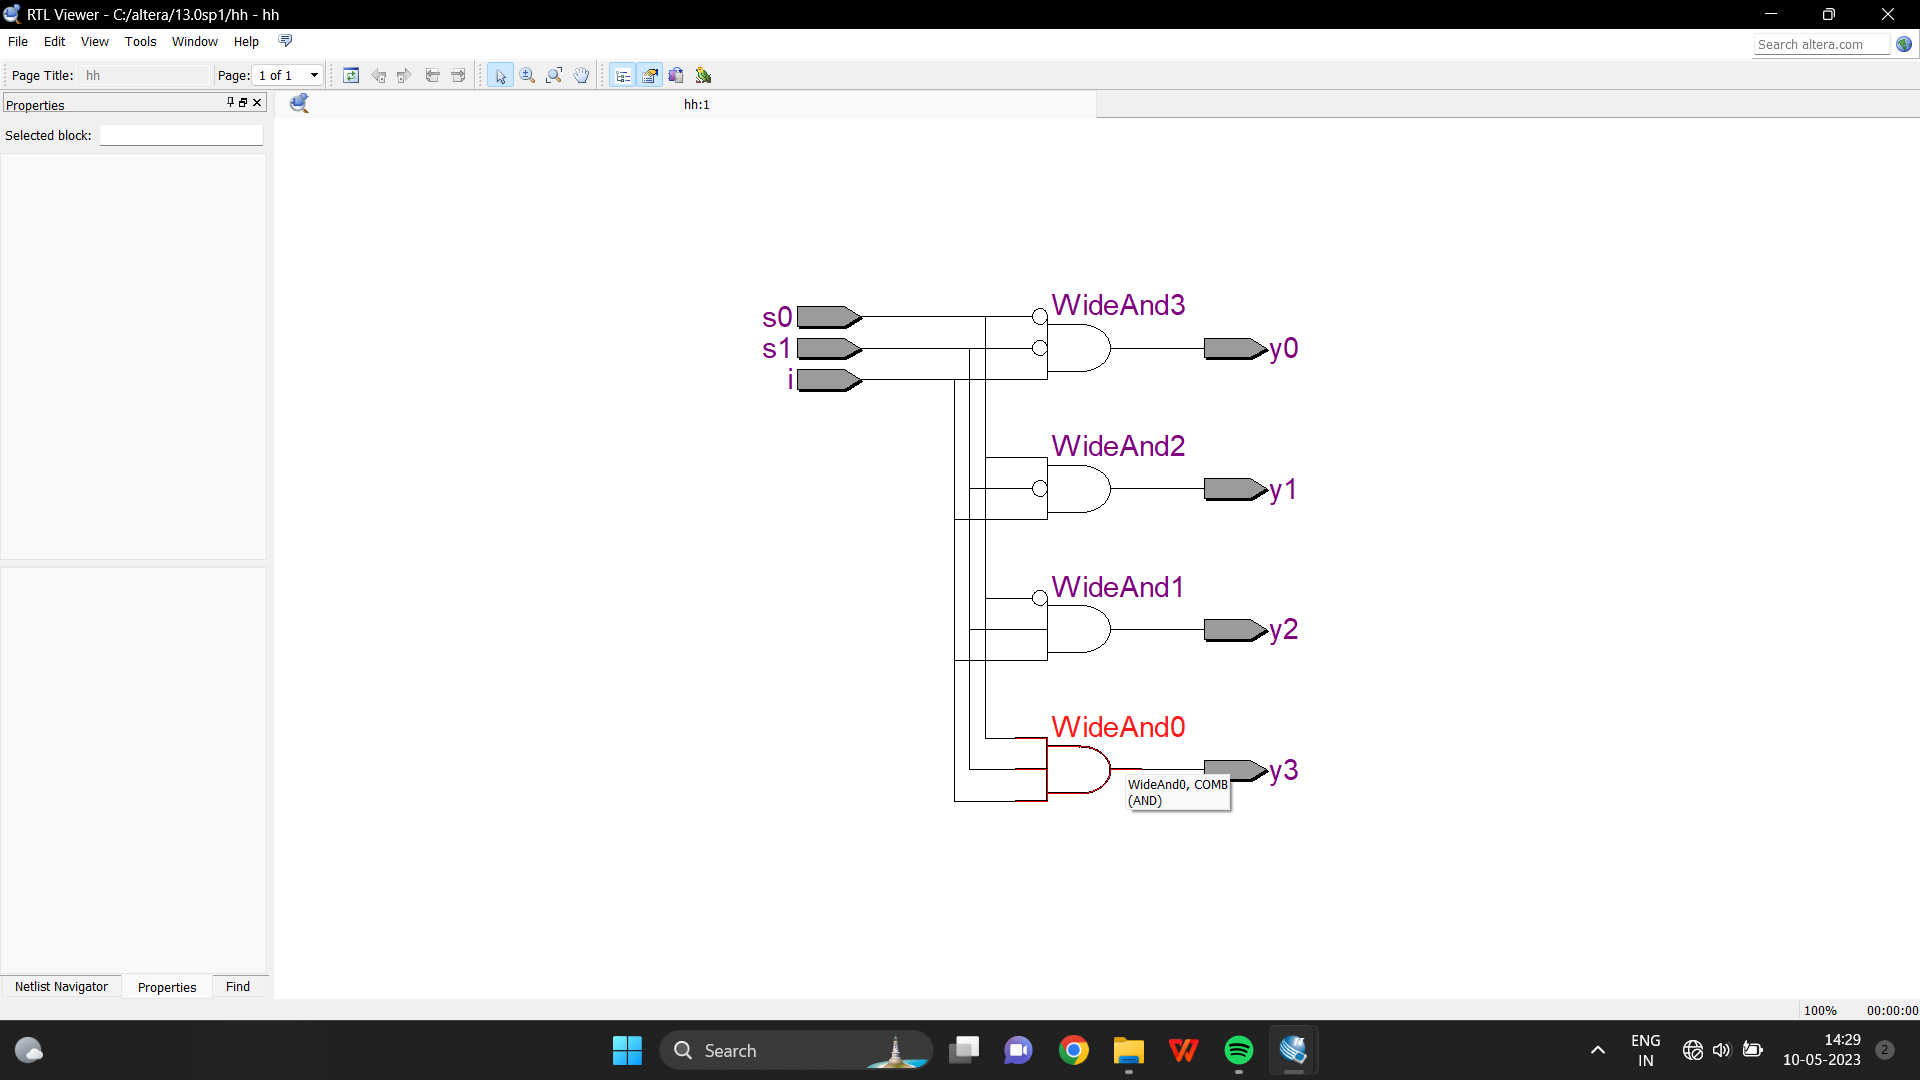 RTL Viewer - C:/altera/13.0sp1/hh - hh
File Edit View Tools Window Help
Search altera.com
Page Title: hh Page: 1 of 1
Properties
hh:1
Selected block:
WideAnd3
s0
s1
y0
i
WideAnd2
y1
WideAnd1
y2
WideAnd0
y3
WideAnd0, COMB
(AND)
Netlist Navigator Properties Find
100% 00:00:00
Search
ENG
IN
14:29
10-05-2023
2